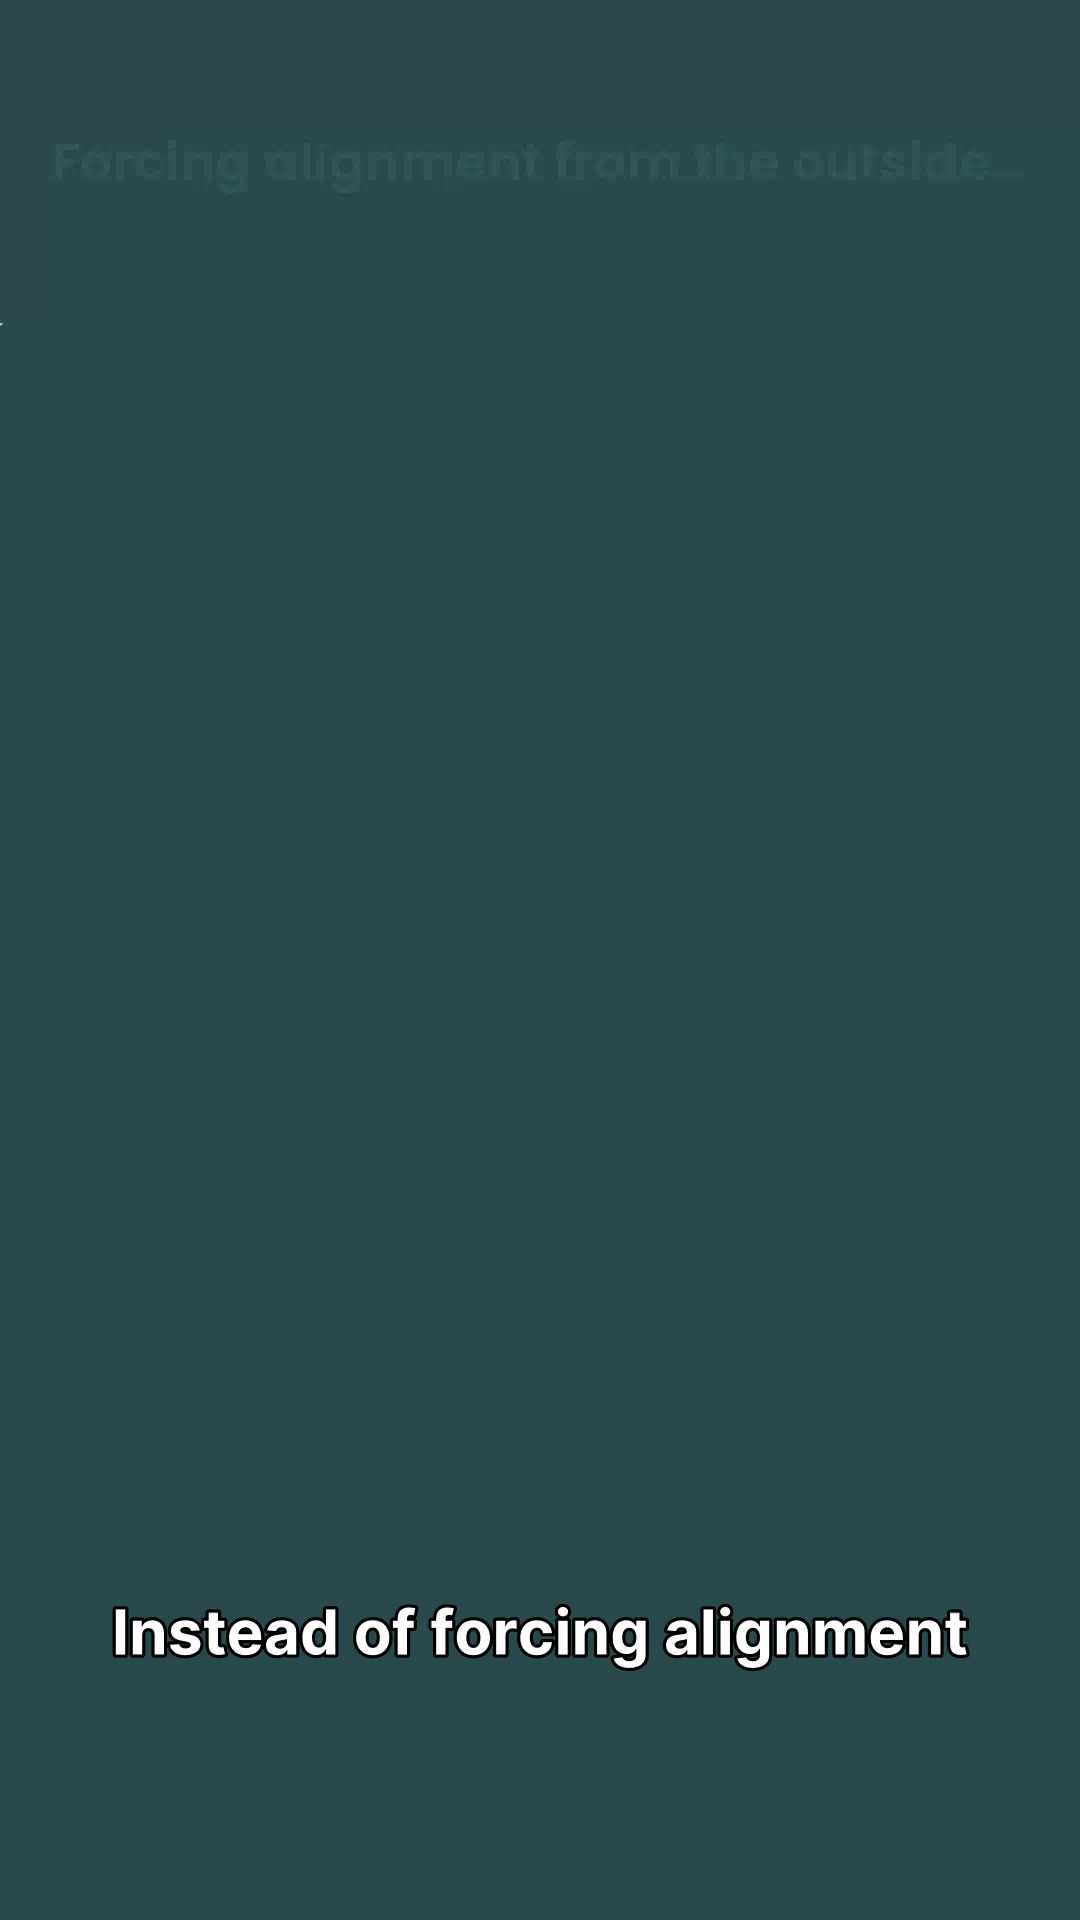 Forcing alignment from the outside...
Instead of forcing alignment